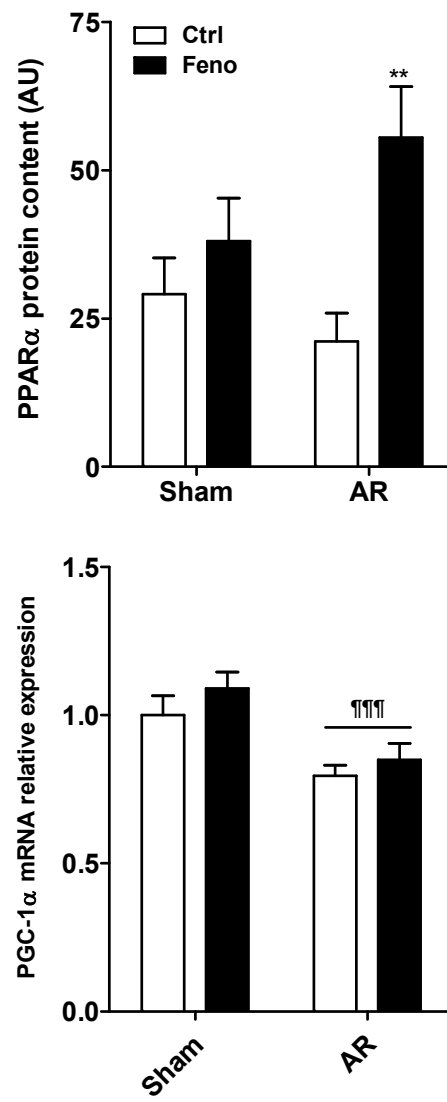 PPARα protein content (AU)
75
50
25
0
Ctrl
Feno
**
Sham
AR
PGC-1α mRNA relative expression
1.5
1.0
0.5
0.0
¶¶¶
Sham
AR